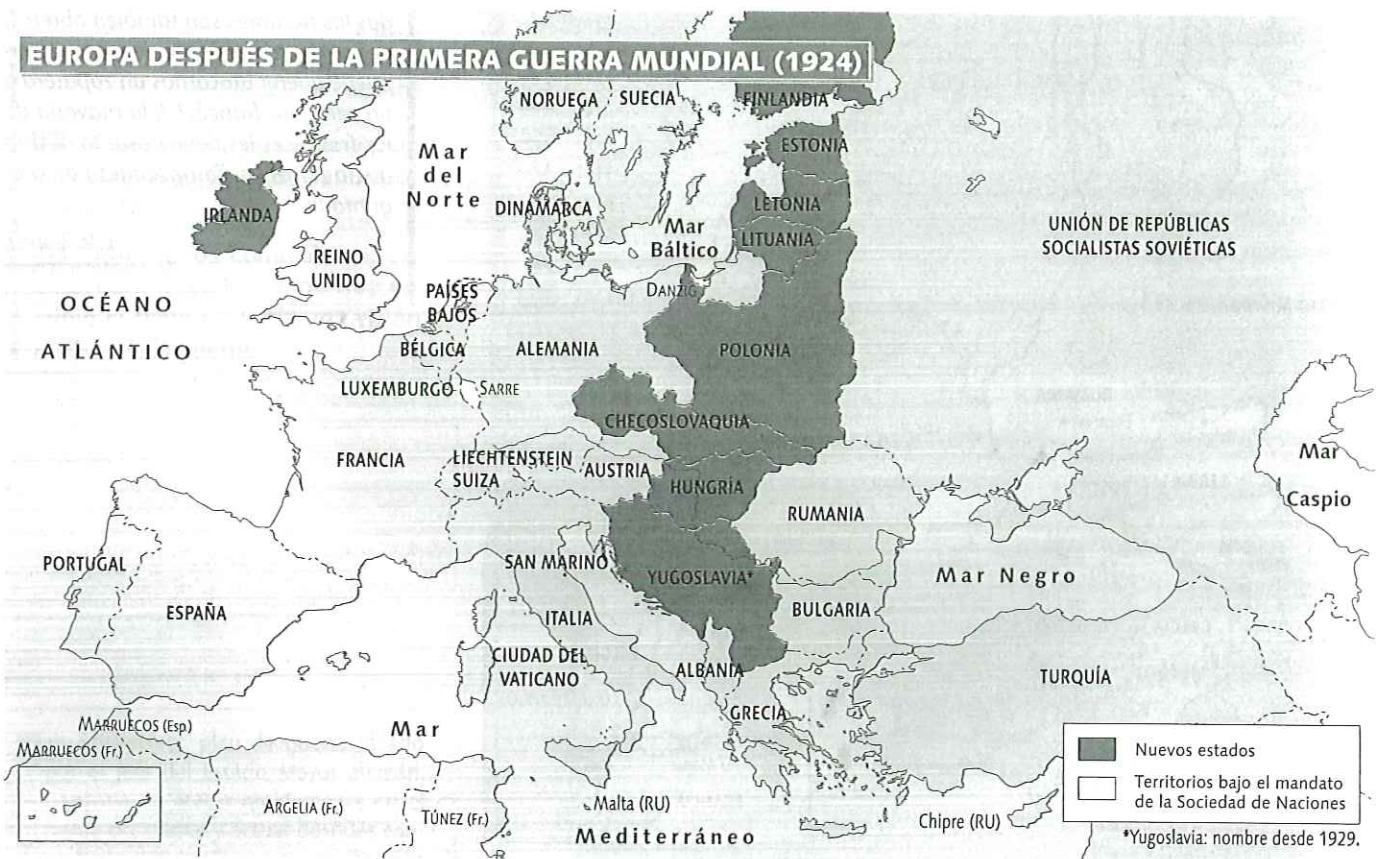 EUROPA DESPUÉS DE LA PRIMERA GUERRA MUNDIAL (1924)
NORUEGA
SUECIA
FINLANDIA
ESTONIA
Mar
del
Norte
LETONIA
IRLANDA
DINAMARCA
Mar
Báltico
LITUANIA
UNIÓN DE REPÚBLICAS
SOCIALISTAS SOVIÉTICAS
REINO
UNIDO
OCÉANO
ATLÁNTICO
PAÍSES
BAJOS
DANZIG
BÉLGICA
ALEMANIA
POLONIA
LUXEMBURGO
SARRE
CHECOSLOVAQUIA
FRANCIA
LIECHTENSTEIN
SUIZA
AUSTRIA
HUNGRÍA
Mar
Caspio
RUMANIA
PORTUGAL
SAN MARINO
YUGOSLAVIA*
Mar Negro
ESPAÑA
ITALIA
BULGARIA
CIUDAD DEL
VATICANO
ALBANIA
TURQUÍA
GRECIA
MARRUECOS (Esp.)
MARRUECOS (Fr.)
Mar
Mediterráneo
ARGELIA (Fr.)
TÚNEZ (Fr.)
Malta (RU)
Chipre (RU)
Nuevos estados
Territorios bajo el mandato
de la Sociedad de Naciones
*Yugoslavia: nombre desde 1929.